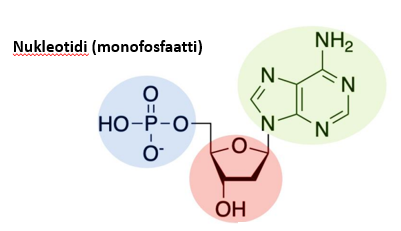 Nukleotidi (monofosfaatti)
NH₂
N
N
N
N
O
HO-P-O
O⁻
O
OH